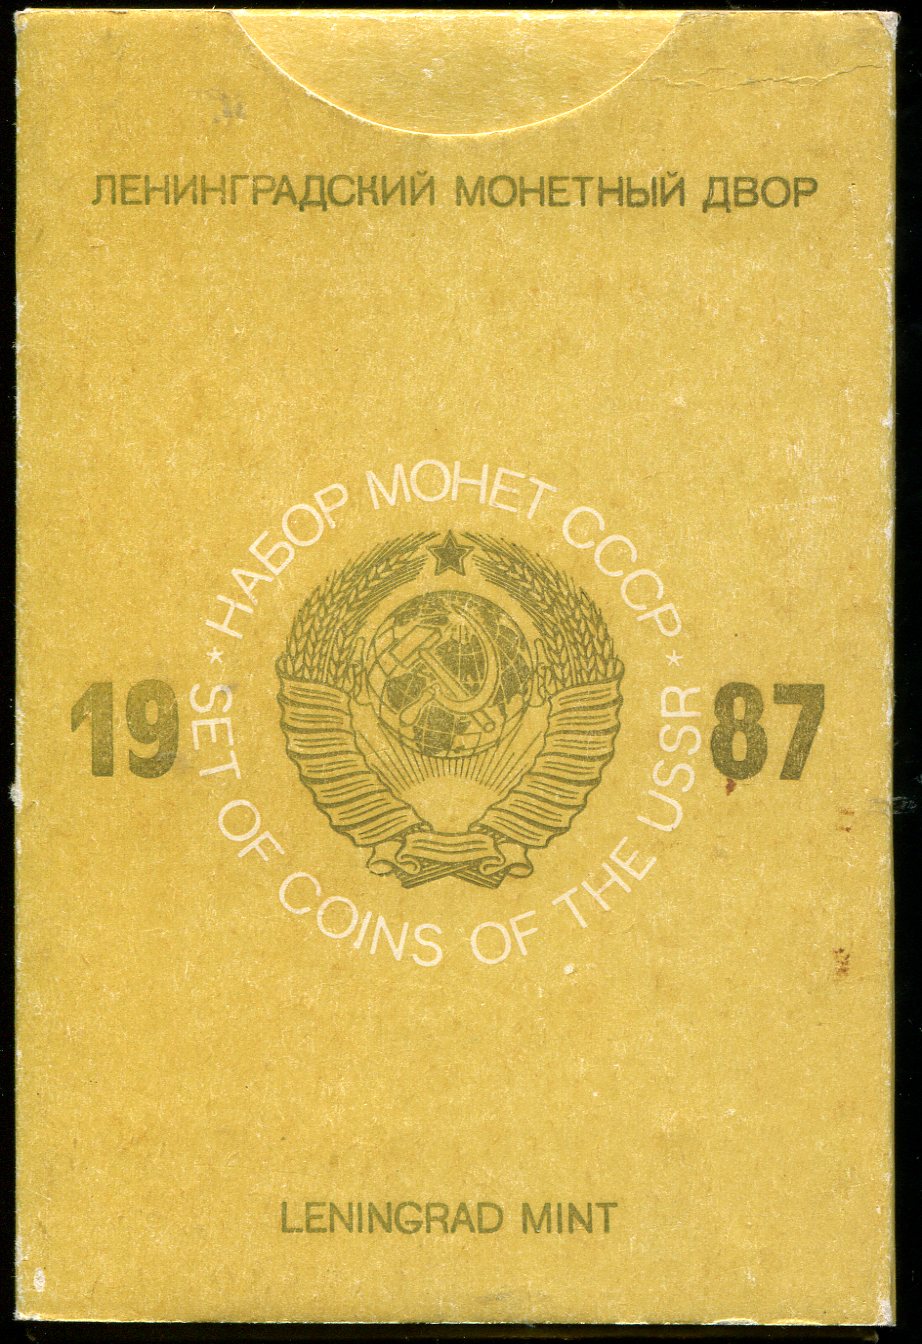 ЛЕНИНГРАДСКИЙ МОНЕТНЫЙ ДВОР
НАБОР МОНЕТ СССР
19 87
* SET OF COINS OF THE USSR *
LENINGRAD MINT